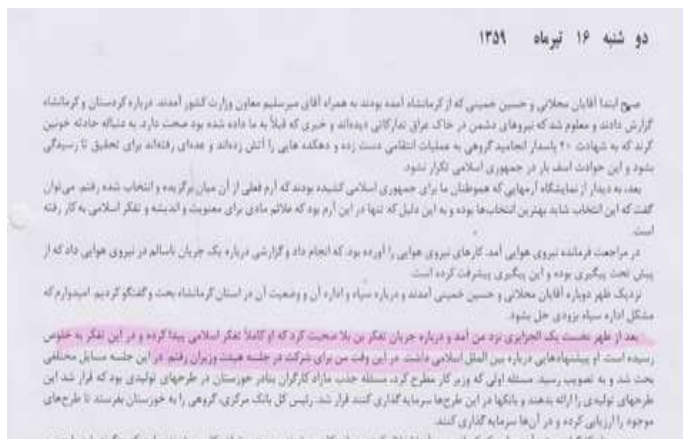 دو شنبه ۱۶ تیرماه ۱۳۵۹
صبح ابتدا آقایان محلاتی و حسین خمینی که از کرمانشاه آمده بودند به همراه آقای میرسلیم معاون وزارت کشور آمدند. درباره کردستان و کرمانشاه
گزارش دادند و معلوم شد که نیروهای دشمن در خاک عراق تدارکاتی دیده‌اند و خبری که قبلاً به ما داده شده بود صحت دارد. به دنباله حادثه خونین
کرند که به شهادت ۲۰ پاسدار انجامید گروهی به عملیات انتقامی دست زده و دهکده هایی را آتش زده‌اند و عده‌ای رفته‌اند برای تحقیق تا رسیدگی
بشود و این حوادث اسف بار در جمهوری اسلامی تکرار نشود.
بعد، به دیدار از نمایشگاه آرمهایی که هموطنان ما برای جمهوری اسلامی کشیده بودند که آرم فعلی از آن میان برگزیده و انتخاب شده رفتم. می‌توان
گفت که این انتخاب شاید بهترین انتخاب‌ها بوده و به این دلیل که تنها در این آرم بود که علائم مادی برای معنویت و اندیشه و تفکر اسلامی به کار رفته
است.
در مراجعت فرمانده نیروی هوایی آمد. کارهای نیروی هوایی را آورده بود. که انجام داد و گزارشی درباره یک جریان ناسالم در نیروی هوایی داد که از
پیش تحت پیگیری بوده و این پیگیری پیشرفت کرده است.
نزدیک ظهر دوباره آقایان محلاتی و حسین خمینی آمدند و درباره سپاه و اداره آن و وضعیت آن در استان کرمانشاه بحث و گفتگو کردیم. امیدوارم که
مشکل اداره سپاه بزودی حل بشود.
بعد از ظهر نخست یک الجزایری نزد من آمد و درباره جریان تفکر بن بلا صحبت کرد که او کاملاً تفکر اسلامی پیدا کرده و در این تفکر به خلوص
رسیده است. او پیشنهادهایی درباره بین الملل اسلامی داشت. در این وقت من برای شرکت در جلسه هیئت وزیران رفتم. در این جلسه مسایل مختلفی
بحث شد و به تصویب رسید. مسئله اولی که وزیر کار مطرح کرد، مسئله جذب مازاد کارگران بنادر خوزستان در طرحهای تولیدی بود که قرار شد این
طرحهای تولیدی را ارائه بدهند و بانکها در این طرح‌ها سرمایه گذاری کنند. قرار شد، رئیس کل بانک مرکزی، گروهی را به خوزستان بفرستد تا طرح‌های
موجود را ارزیابی کرده و در آن‌ها سرمایه گذاری کنند.